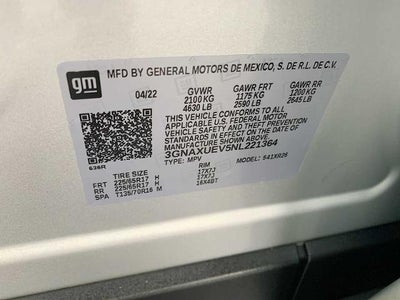 gm
MFD BY GENERAL MOTORS DE MEXICO, S. DE R.L. DE C.V.
04/22 GVWR GAWR FRT GAWR RR
2100 KG 1175 KG 1200 KG
4630 LB 2590 LB 2645 LB
THIS VEHICLE CONFORMS TO ALL
APPLICABLE U.S. FEDERAL MOTOR
VEHICLE SAFETY AND THEFT PREVENTION
STANDARDS IN EFFECT ON THE DATE OF
MANUFACTURE SHOWN ABOVE.
3GNAXUEV5NL221364
TYPE: MPV MODEL: 541XR26
TIRE SIZE RIM
FRT 225/65R17 H 17X7J
RR 225/65R17 H 17X7J
SPA T135/70R16 M 16X4BT